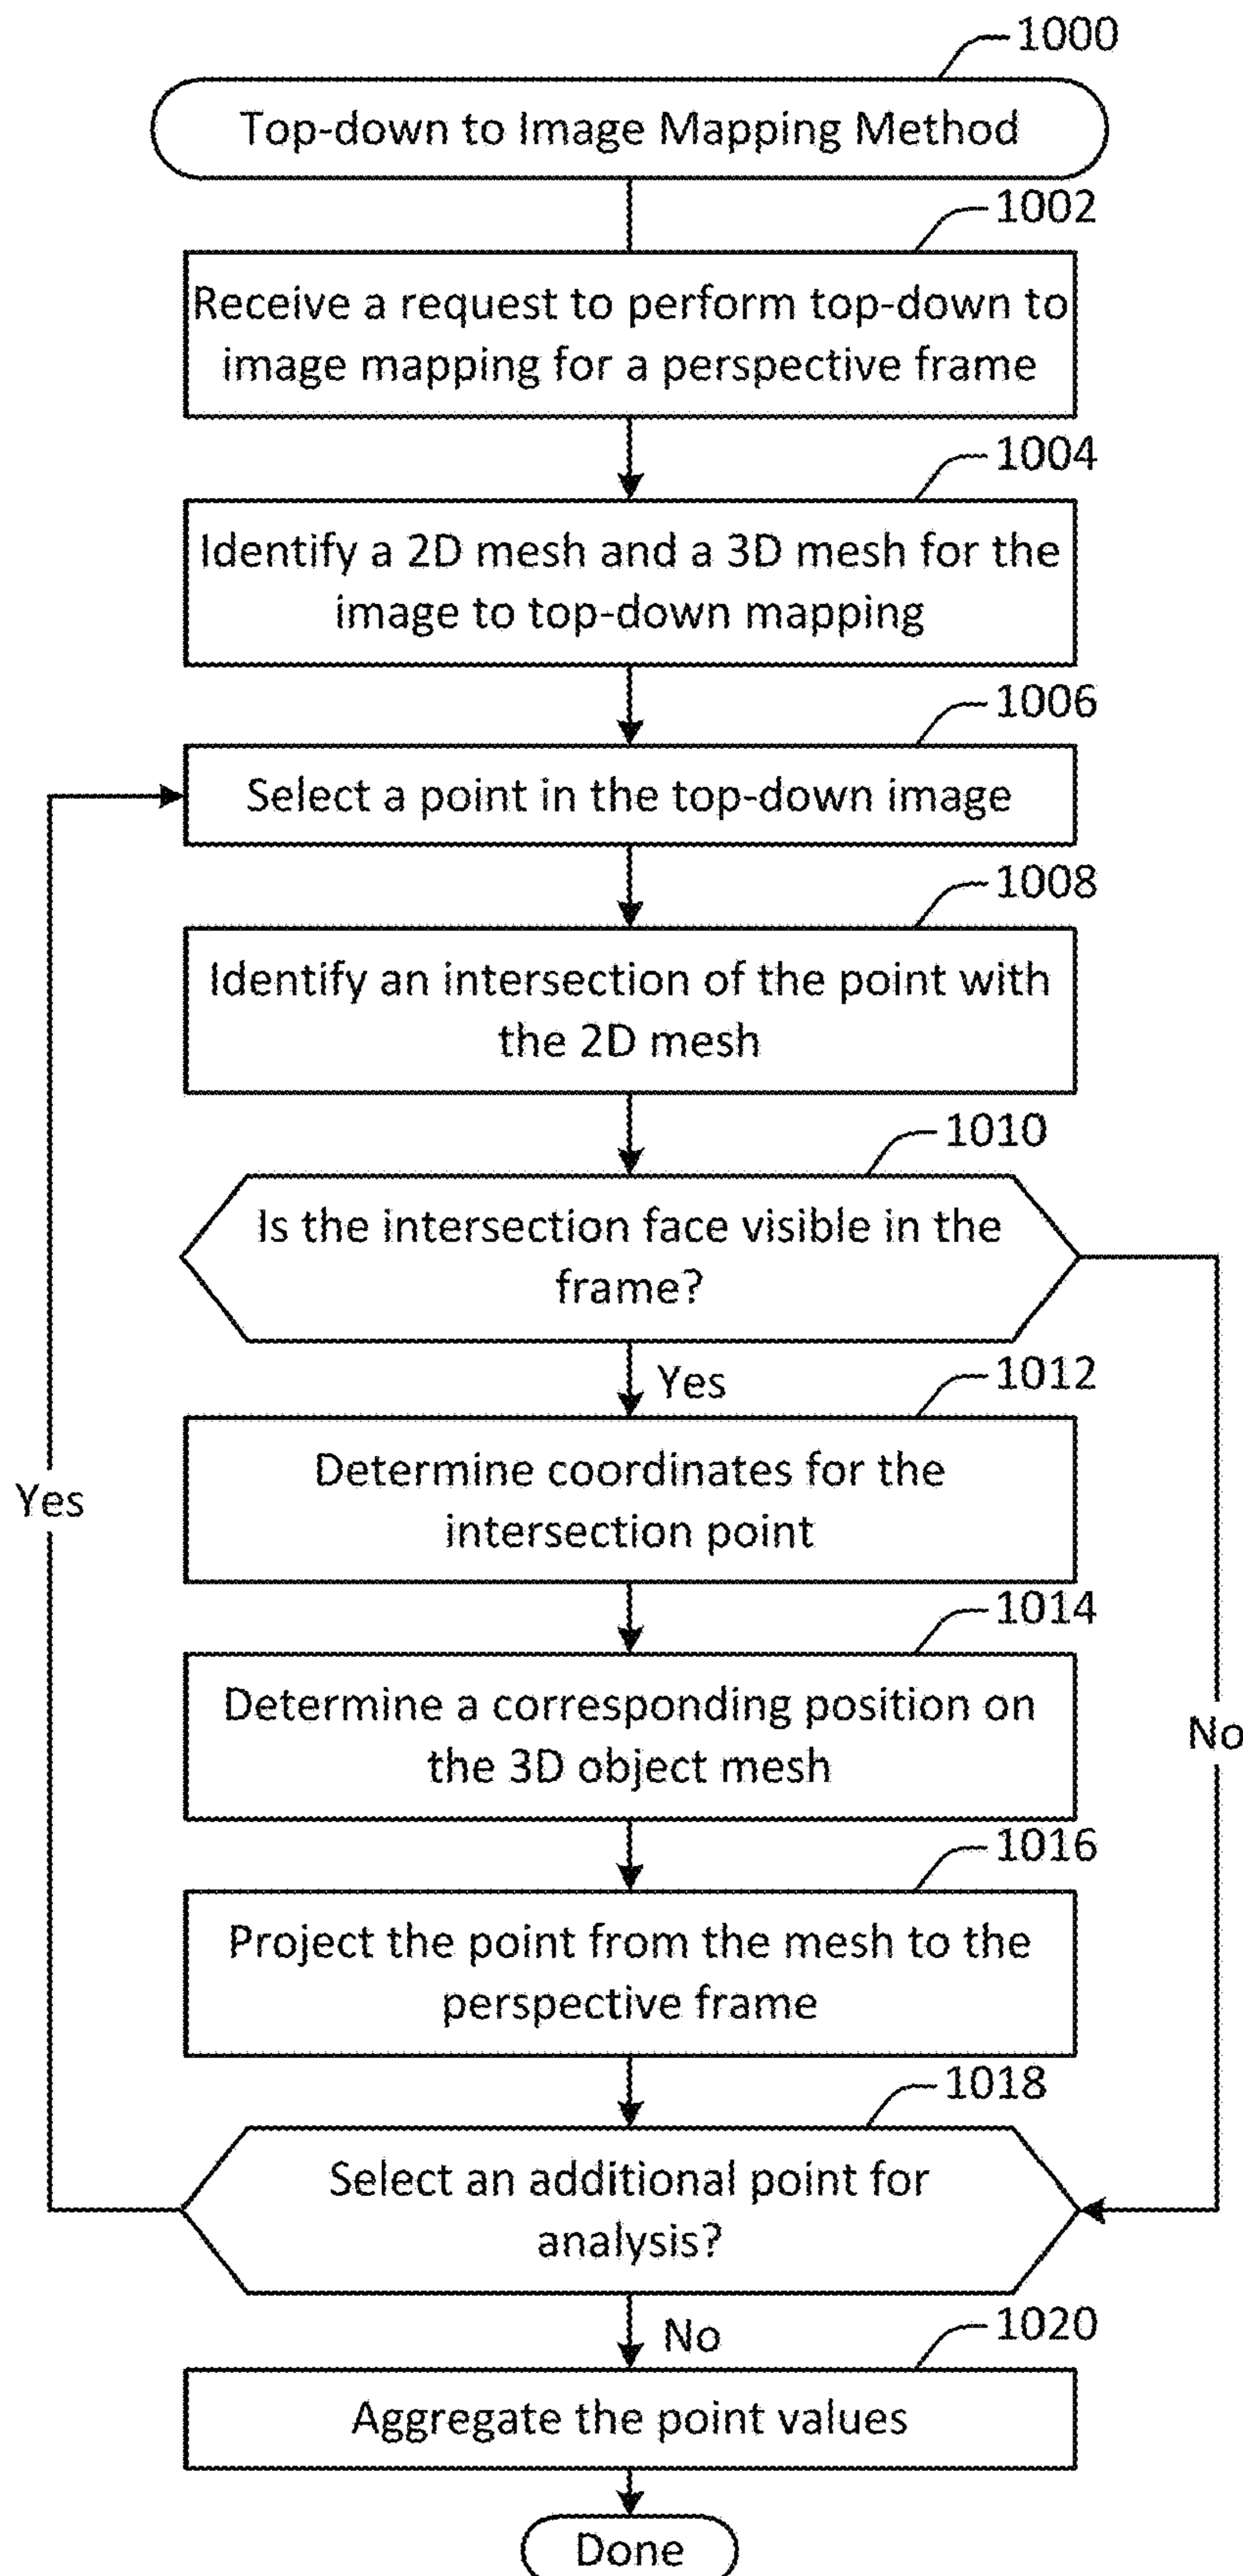 1000
Top-down to Image Mapping Method
1002
Receive a request to perform top-down to
image mapping for a perspective frame
1004
Identify a 2D mesh and a 3D mesh for the
image to top-down mapping
1006
Select a point in the top-down image
1008
Identify an intersection of the point with
the 2D mesh
1010
Is the intersection face visible in the
frame?
Yes
1012
Determine coordinates for the
intersection point
Yes
1014
Determine a corresponding position on
the 3D object mesh
No
1016
Project the point from the mesh to the
perspective frame
1018
Select an additional point for
analysis?
No
1020
Aggregate the point values
Done